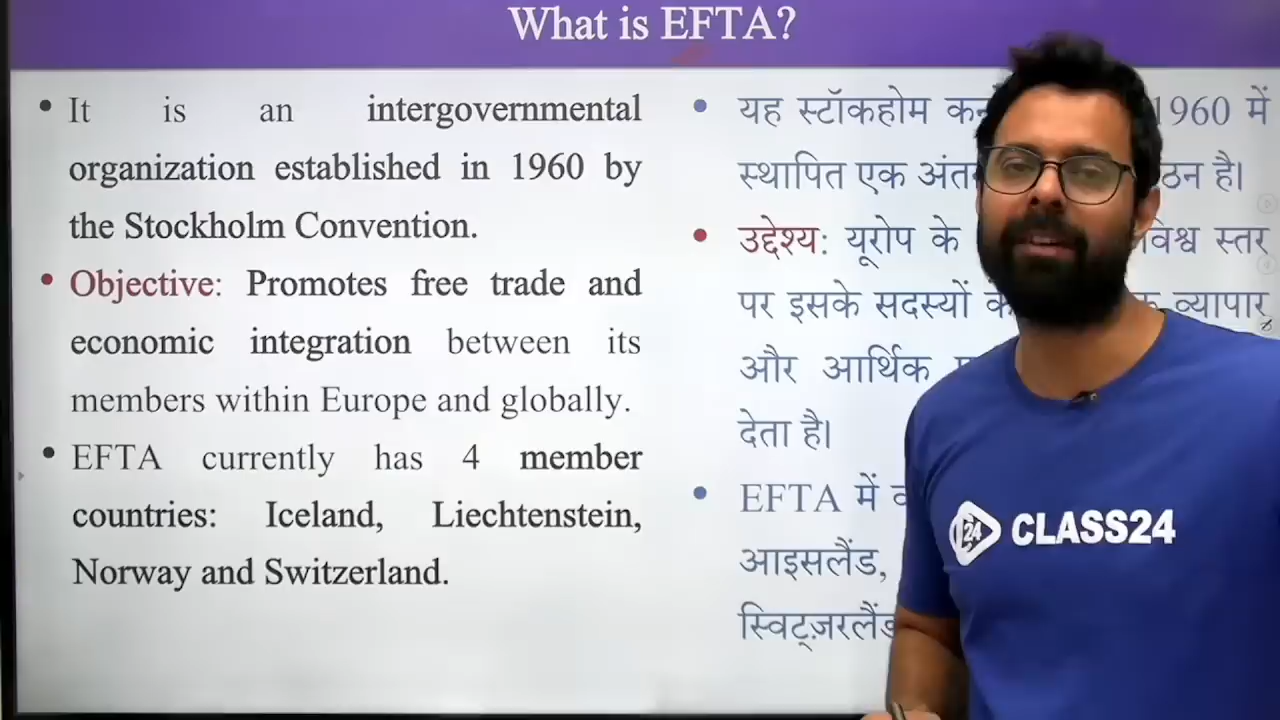 What is EFTA?
• It is an intergovernmental
organization established in 1960 by
the Stockholm Convention.
• Objective: Promotes free trade and
economic integration between its
members within Europe and globally.
• EFTA currently has 4 member
countries: Iceland, Liechtenstein,
Norway and Switzerland.
• यह स्टॉकहोम 1960 में
स्थापित एक है।
• उद्देश्य: यूरोप के विश्व स्तर
पर इसके सदस्यों व्यापार
और आर्थिक
देता है।
• EFTA में
आइसलैंड,
24 CLASS24